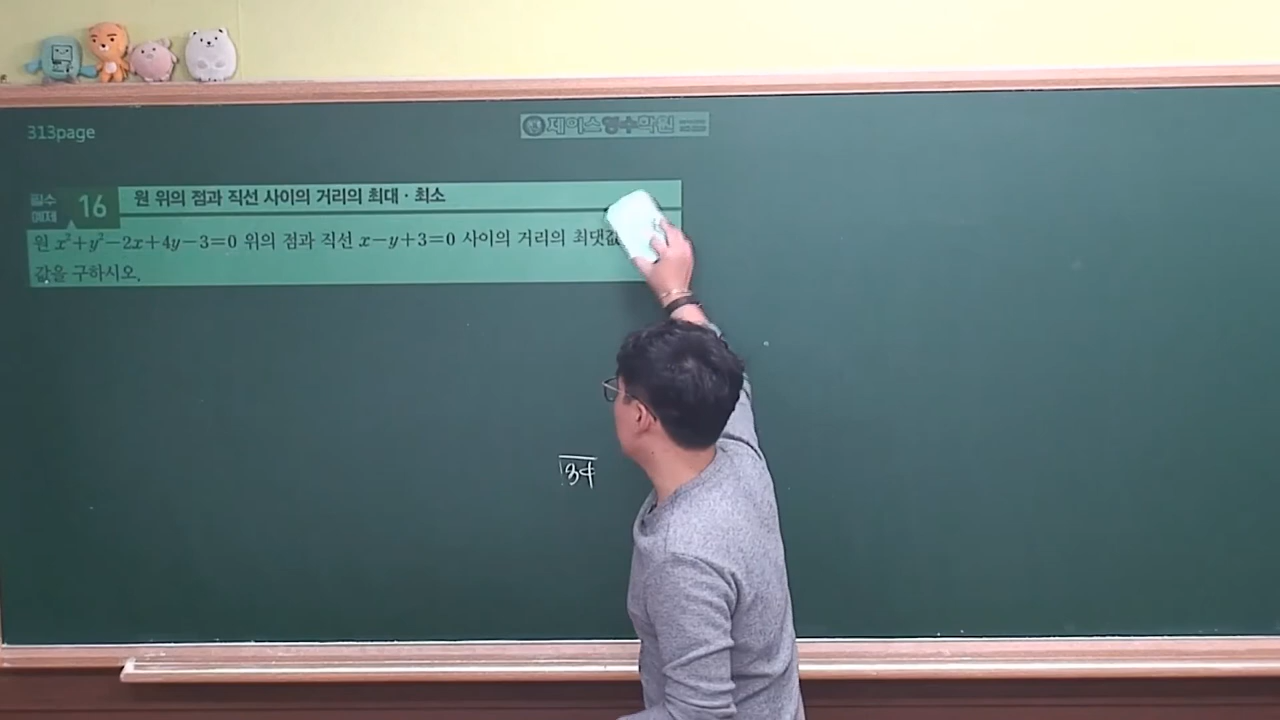 313page
제이스영수학원
필수 예제 16 원 위의 점과 직선 사이의 거리의 최대 · 최소
원 x²+y²−2x+4y−3=0 위의 점과 직선 x−y+3=0 사이의 거리의 최댓값
값을 구하시오.